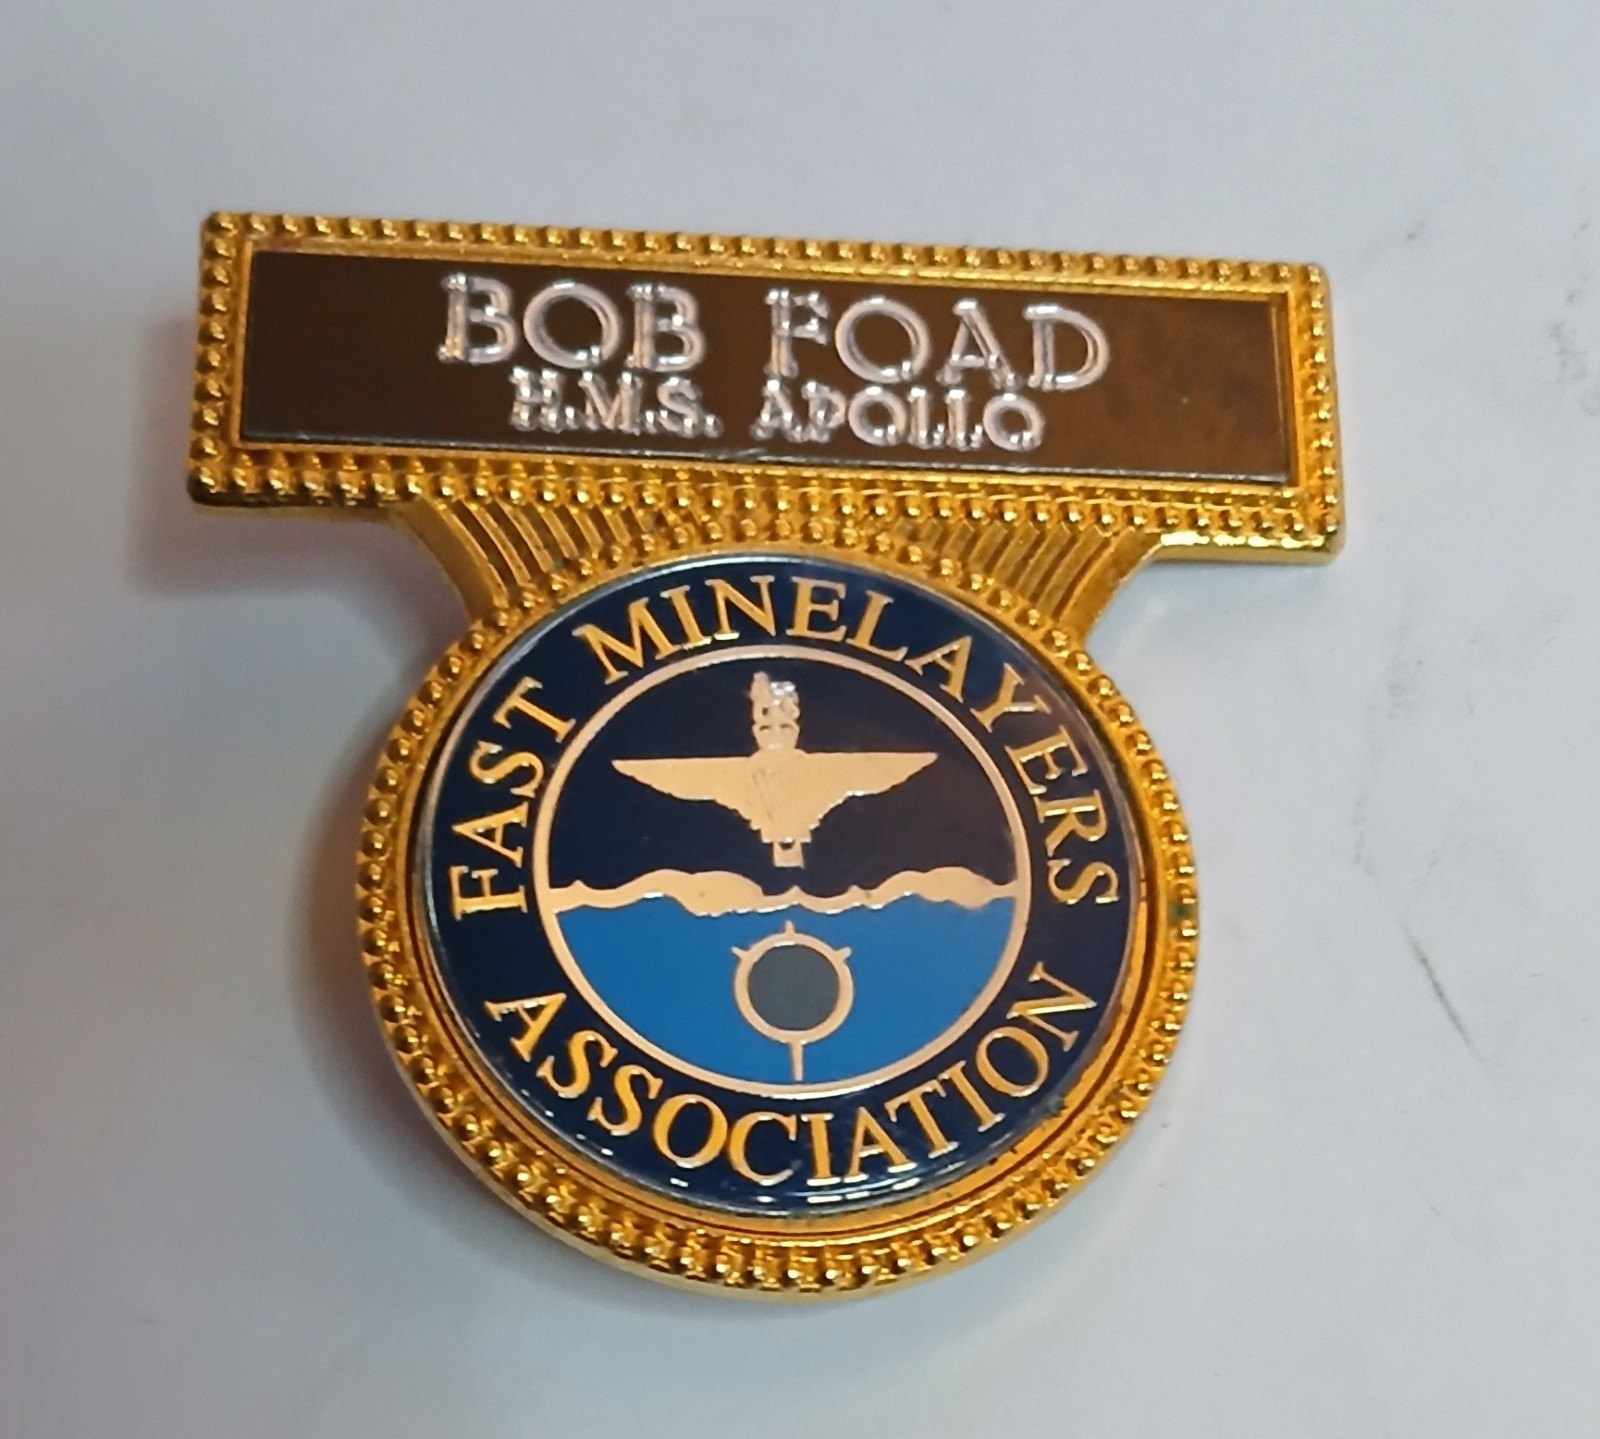 BOB FOAD
H.M.S. APOLLO
FAST MINELAYERS
ASSOCIATION